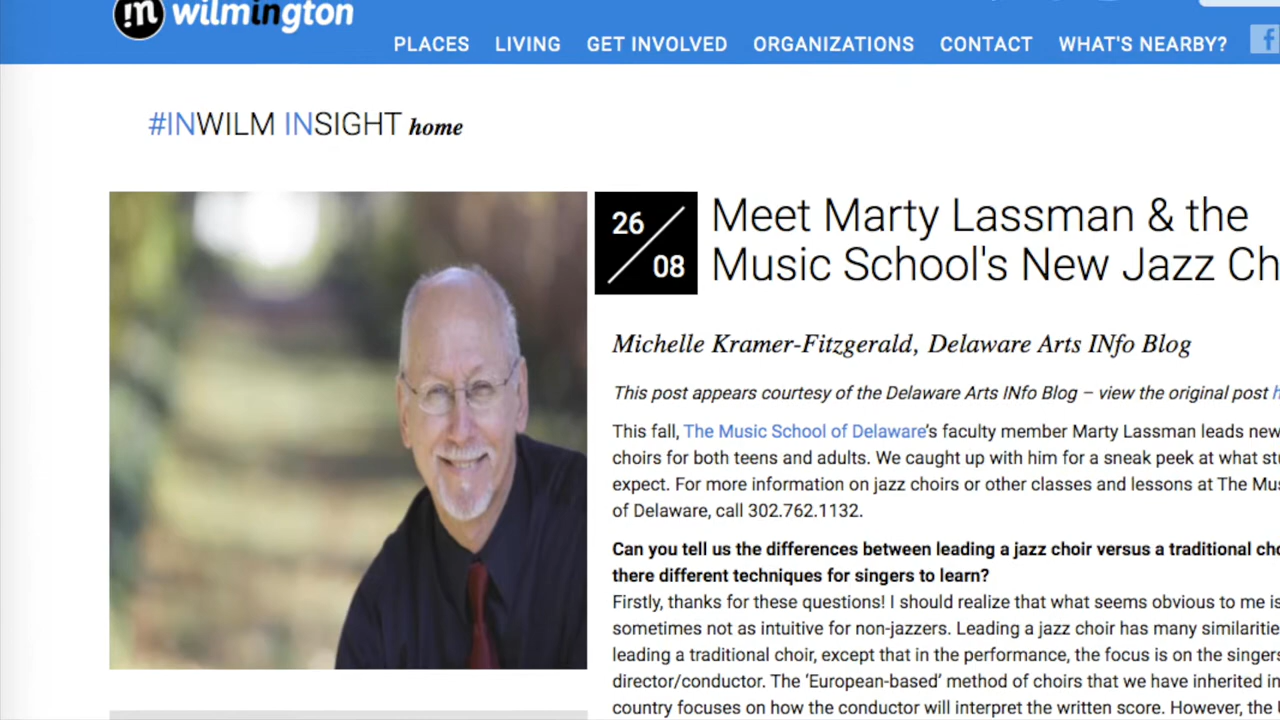 in wilmington
PLACES LIVING GET INVOLVED ORGANIZATIONS CONTACT WHAT'S NEARBY? f
#INWILM INSIGHT home
26
08
Meet Marty Lassman & the
Music School's New Jazz Ch
Michelle Kramer-Fitzgerald, Delaware Arts INfo Blog
This post appears courtesy of the Delaware Arts INfo Blog – view the original post h
This fall, The Music School of Delaware's faculty member Marty Lassman leads new
choirs for both teens and adults. We caught up with him for a sneak peek at what stu
expect. For more information on jazz choirs or other classes and lessons at The Mus
of Delaware, call 302.762.1132.
Can you tell us the differences between leading a jazz choir versus a traditional cho
there different techniques for singers to learn?
Firstly, thanks for these questions! I should realize that what seems obvious to me is
sometimes not as intuitive for non-jazzers. Leading a jazz choir has many similaritie
leading a traditional choir, except that in the performance, the focus is on the singers
director/conductor. The 'European-based' method of choirs that we have inherited in
country focuses on how the conductor will interpret the written score. However, the